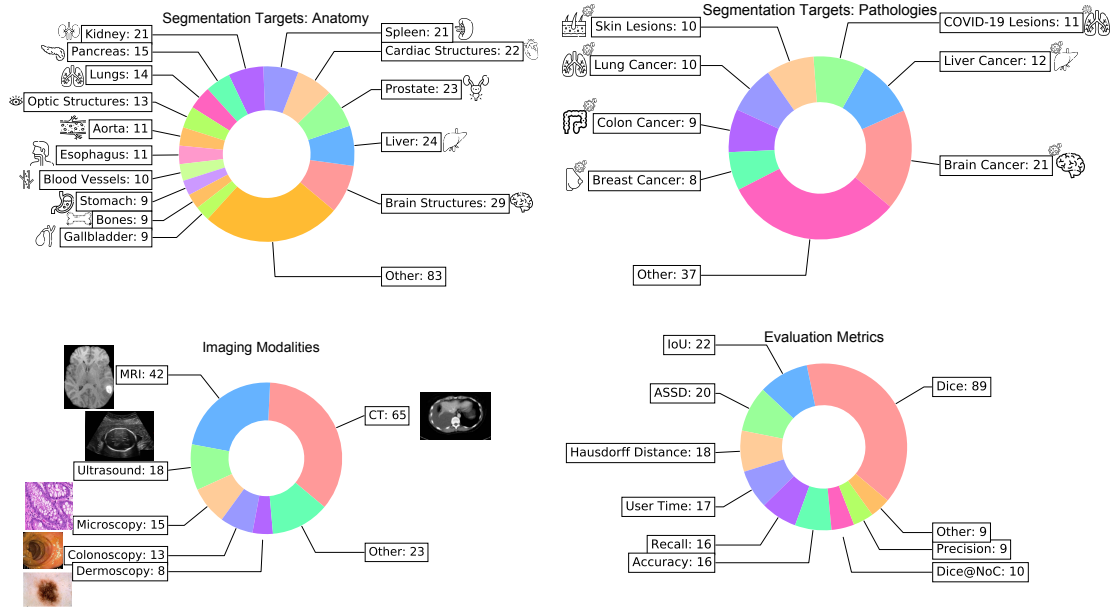 Segmentation Targets: Anatomy
Kidney: 21
Pancreas: 15
Lungs: 14
Optic Structures: 13
Aorta: 11
Esophagus: 11
Blood Vessels: 10
Stomach: 9
Bones: 9
Gallbladder: 9
Spleen: 21
Cardiac Structures: 22
Prostate: 23
Liver: 24
Brain Structures: 29
Other: 83
Segmentation Targets: Pathologies
Skin Lesions: 10
Lung Cancer: 10
Colon Cancer: 9
Breast Cancer: 8
Other: 37
COVID-19 Lesions: 11
Liver Cancer: 12
Brain Cancer: 21
Imaging Modalities
MRI: 42
Ultrasound: 18
Microscopy: 15
Colonoscopy: 13
Dermoscopy: 8
CT: 65
Other: 23
Evaluation Metrics
IoU: 22
ASSD: 20
Hausdorff Distance: 18
User Time: 17
Recall: 16
Accuracy: 16
Dice: 89
Other: 9
Precision: 9
Dice@NoC: 10